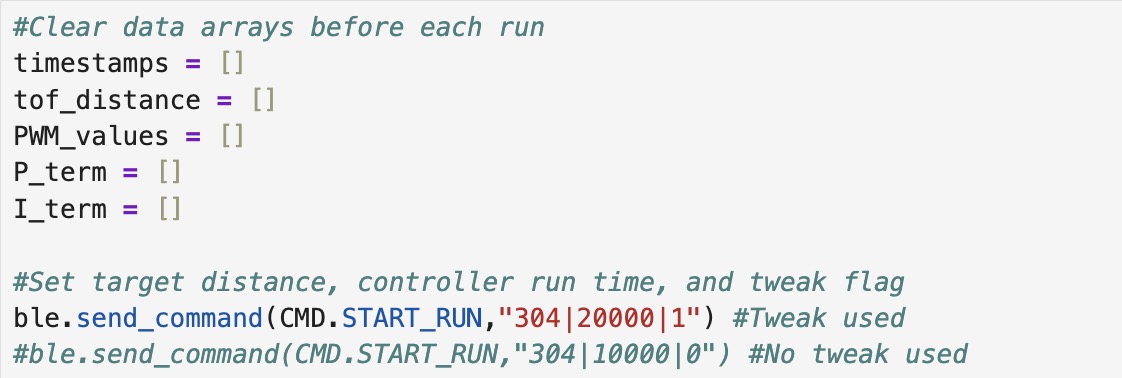 #Clear data arrays before each run
timestamps = []
tof_distance = []
PWM_values = []
P_term = []
I_term = []
#Set target distance, controller run time, and tweak flag
ble.send_command(CMD.START_RUN,"304|20000|1") #Tweak used
#ble.send_command(CMD.START_RUN,"304|10000|0") #No tweak used